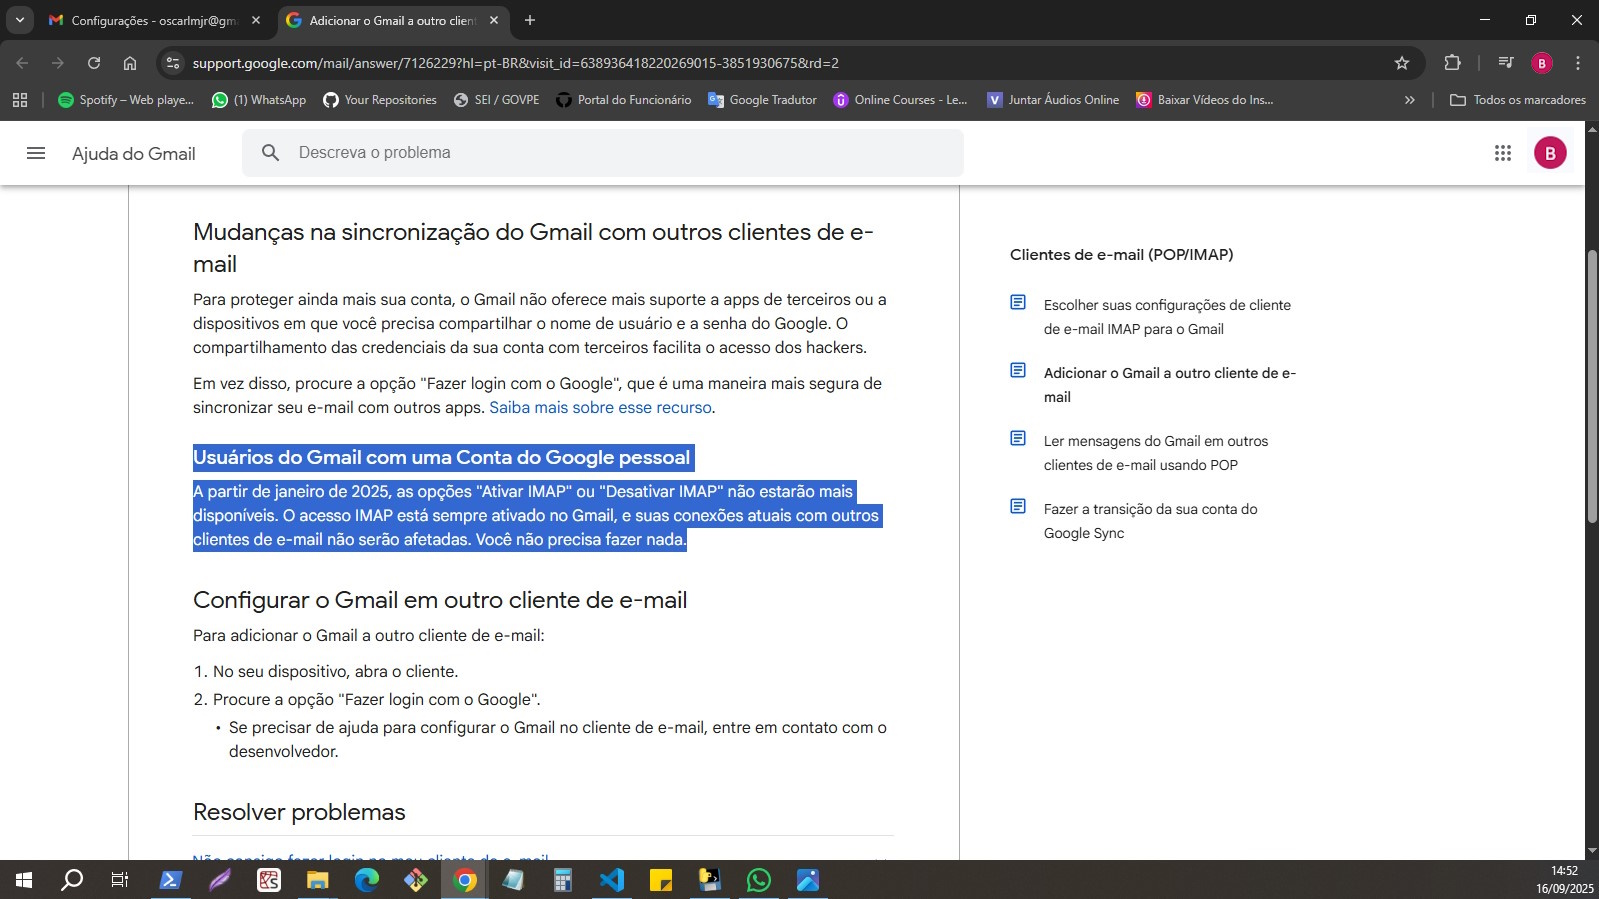 Configurações - oscarlmjr@gm
Adicionar o Gmail a outro client
support.google.com/mail/answer/7126229?hl=pt-BR&visit_id=638936418220269015-3851930675&rd=2
B
Spotify – Web playe...
(1) WhatsApp
Your Repositories
SEI / GOVPE
Portal do Funcionário
Google Tradutor
Online Courses - Le...
V
Juntar Áudios Online
Baixar Vídeos do Ins...
Todos os marcadores
Ajuda do Gmail
Descreva o problema
B
Mudanças na sincronização do Gmail com outros clientes de e-
mail
Para proteger ainda mais sua conta, o Gmail não oferece mais suporte a apps de terceiros ou a
dispositivos em que você precisa compartilhar o nome de usuário e a senha do Google. O
compartilhamento das credenciais da sua conta com terceiros facilita o acesso dos hackers.
Em vez disso, procure a opção "Fazer login com o Google", que é uma maneira mais segura de
sincronizar seu e-mail com outros apps. Saiba mais sobre esse recurso.
Usuários do Gmail com uma Conta do Google pessoal
A partir de janeiro de 2025, as opções "Ativar IMAP" ou "Desativar IMAP" não estarão mais
disponíveis. O acesso IMAP está sempre ativado no Gmail, e suas conexões atuais com outros
clientes de e-mail não serão afetadas. Você não precisa fazer nada.
Configurar o Gmail em outro cliente de e-mail
Para adicionar o Gmail a outro cliente de e-mail:
1. No seu dispositivo, abra o cliente.
2. Procure a opção "Fazer login com o Google".
• Se precisar de ajuda para configurar o Gmail no cliente de e-mail, entre em contato com o
desenvolvedor.
Resolver problemas
Não consigo fazer login no meu cliente de e-mail
Clientes de e-mail (POP/IMAP)
Escolher suas configurações de cliente
de e-mail IMAP para o Gmail
Adicionar o Gmail a outro cliente de e-
mail
Ler mensagens do Gmail em outros
clientes de e-mail usando POP
Fazer a transição da sua conta do
Google Sync
14:52
16/09/2025